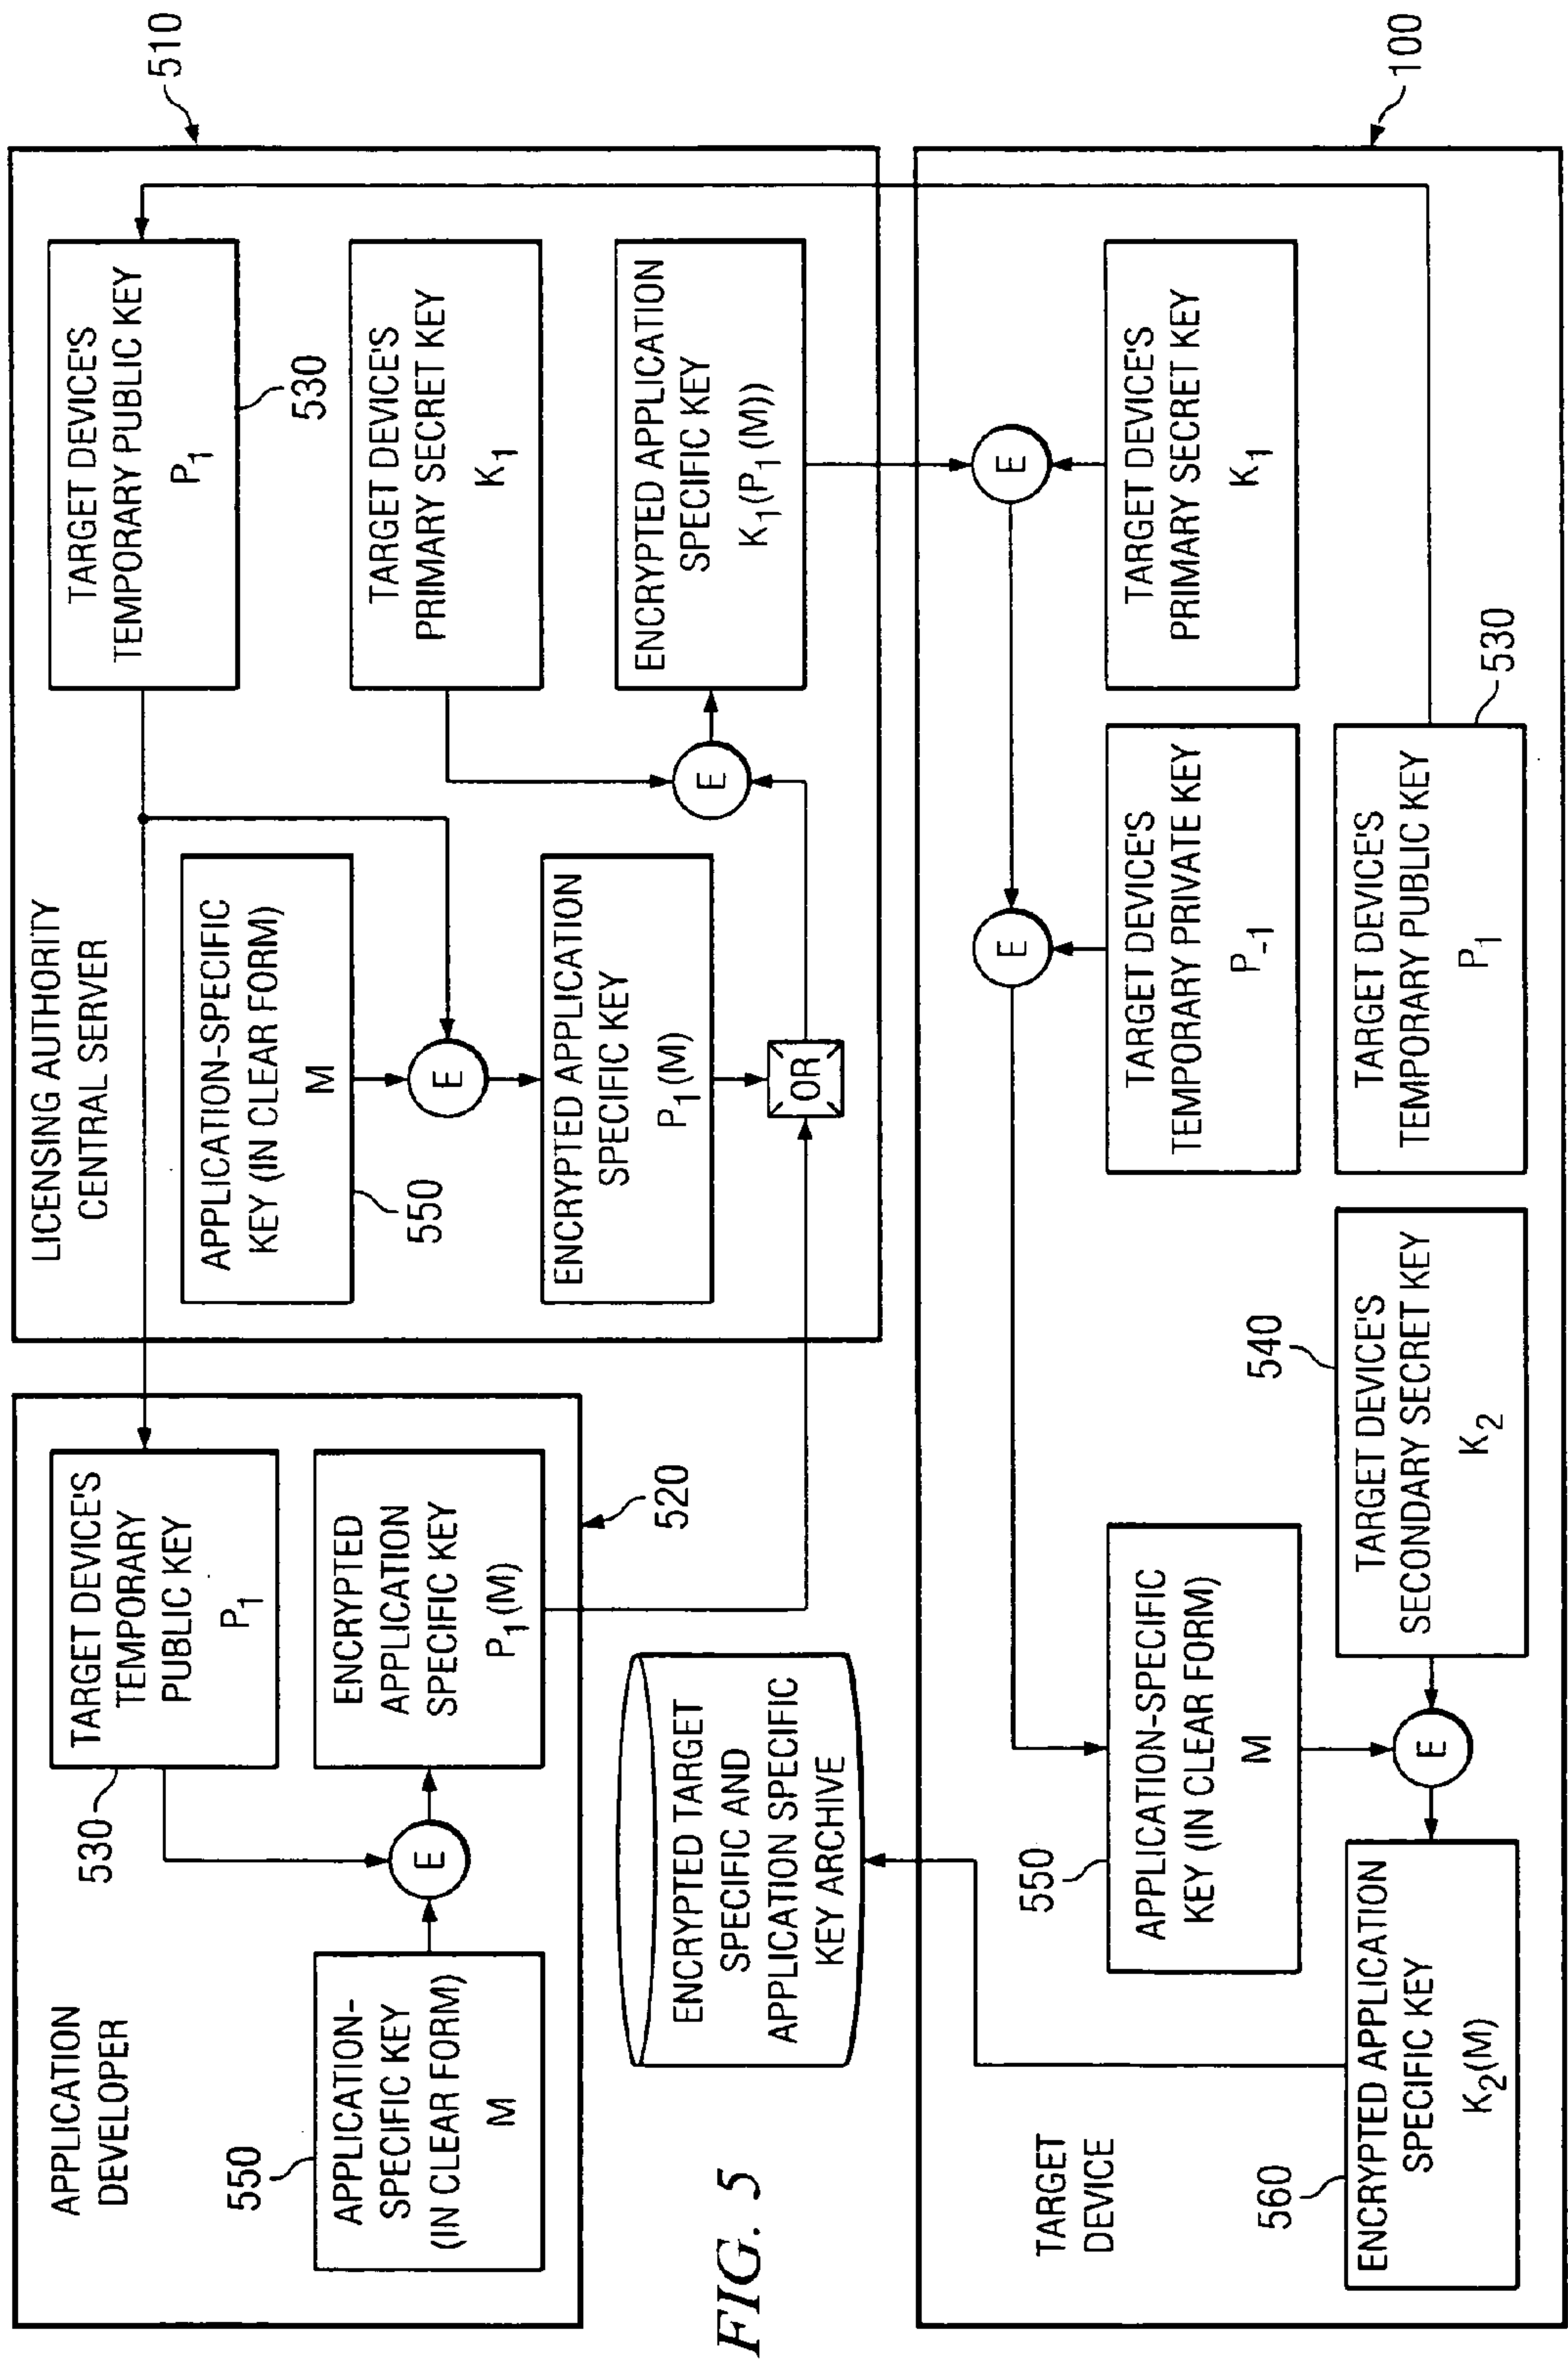 APPLICATION
DEVELOPER
550
APPLICATION-
SPECIFIC KEY
(IN CLEAR FORM)
M
E
530
TARGET DEVICE'S
TEMPORARY
PUBLIC KEY
P₁
ENCRYPTED
APPLICATION
SPECIFIC KEY
P₁(M)
520
LICENSING AUTHORITY
CENTRAL SERVER
510
APPLICATION-SPECIFIC
KEY (IN CLEAR FORM)
M
550
E
ENCRYPTED APPLICATION
SPECIFIC KEY
P₁(M)
OR
TARGET DEVICE'S
TEMPORARY PUBLIC KEY
P₁
530
TARGET DEVICE'S
PRIMARY SECRET KEY
K₁
E
ENCRYPTED APPLICATION
SPECIFIC KEY
K₁(P₁(M))
ENCRYPTED TARGET
SPECIFIC AND
APPLICATION SPECIFIC
KEY ARCHIVE
FIG. 5
TARGET
DEVICE
100
E
E
TARGET DEVICE'S
PRIMARY SECRET KEY
K₁
TARGET DEVICE'S
TEMPORARY PRIVATE KEY
P₋₁
TARGET DEVICE'S
TEMPORARY PUBLIC KEY
P₁
530
550
APPLICATION-SPECIFIC
KEY (IN CLEAR FORM)
M
540
TARGET DEVICE'S
SECONDARY SECRET KEY
K₂
E
560
ENCRYPTED APPLICATION
SPECIFIC KEY
K₂(M)